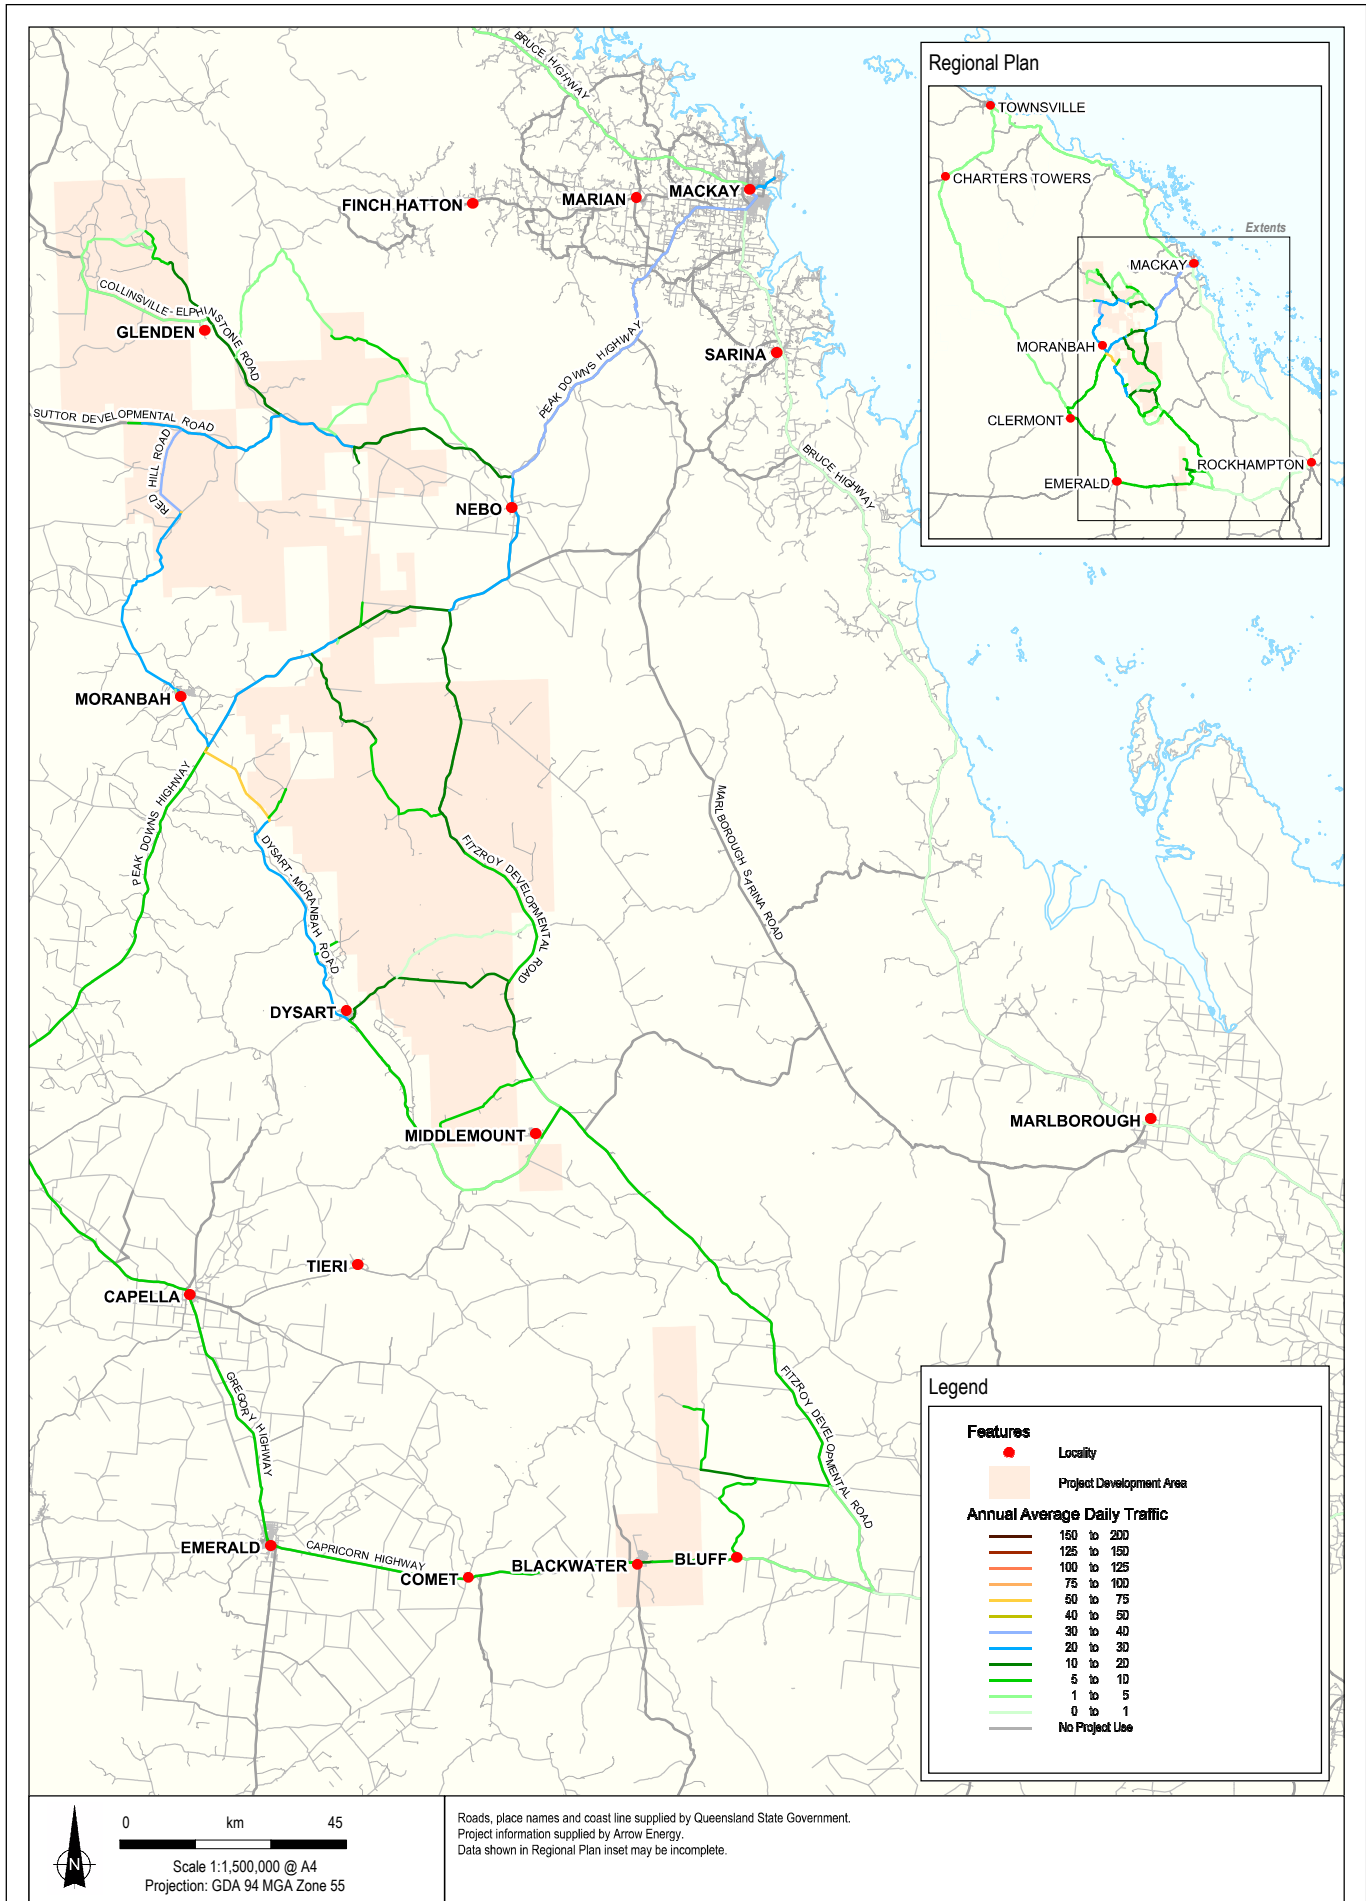 BRUCE HIGHWAY
FINCH HATTON
MARIAN
MACKAY
COLLINSVILLE - ELPHINSTONE ROAD
GLENDEN
SARINA
PEAK DOWNS HIGHWAY
SUTTOR DEVELOPMENTAL ROAD
RED HILL ROAD
BRUCE HIGHWAY
NEBO
MORANBAH
PEAK DOWNS HIGHWAY
DYSART - MORANBAH ROAD
FITZROY DEVELOPMENTAL ROAD
MARLBOROUGH SARINA ROAD
DYSART
MIDDLEMOUNT
MARLBOROUGH
TIERI
CAPELLA
GREGORY HIGHWAY
FITZROY DEVELOPMENTAL ROAD
EMERALD
CAPRICORN HIGHWAY
COMET
BLACKWATER
BLUFF
Regional Plan
TOWNSVILLE
CHARTERS TOWERS
Extents
MACKAY
MORANBAH
CLERMONT
ROCKHAMPTON
EMERALD
Legend
Features
Locality
Project Development Area
Annual Average Daily Traffic
150 to 200
125 to 150
100 to 125
75 to 100
50 to 75
40 to 50
30 to 40
20 to 30
10 to 20
5 to 10
1 to 5
0 to 1
No Project Use
0 km 45
N
Scale 1:1,500,000 @ A4
Projection: GDA 94 MGA Zone 55
Roads, place names and coast line supplied by Queensland State Government.
Project information supplied by Arrow Energy.
Data shown in Regional Plan inset may be incomplete.